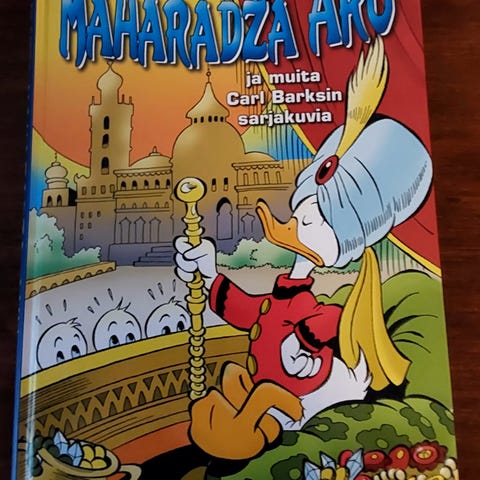 MAHARADŽA AKU
ja muita
Carl Barksin
sarjakuvia